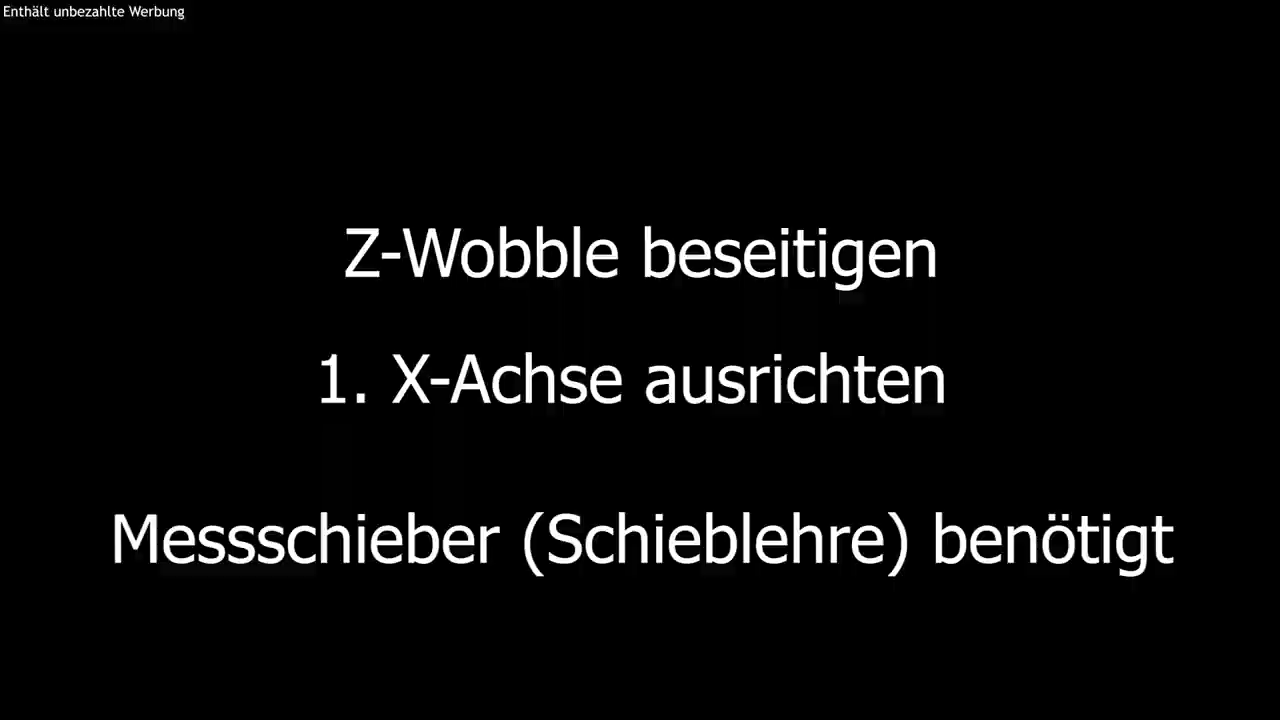 Enthält unbezahlte Werbung
Z-Wobble beseitigen
1. X-Achse ausrichten
Messschieber (Schieblehre) benötigt